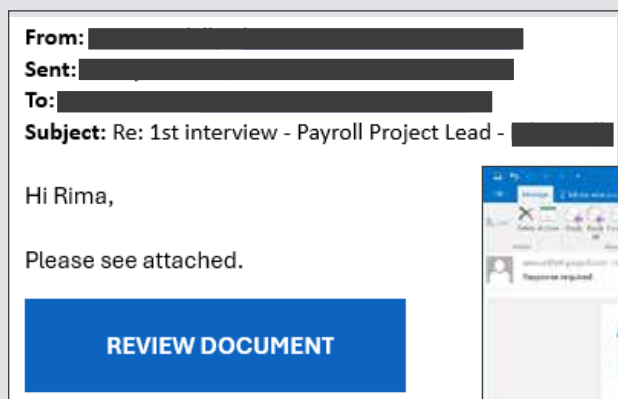 From:
Sent:
To:
Subject: Re: 1st interview - Payroll Project Lead -
Hi Rima,
Please see attached.
REVIEW DOCUMENT
Message
Response required